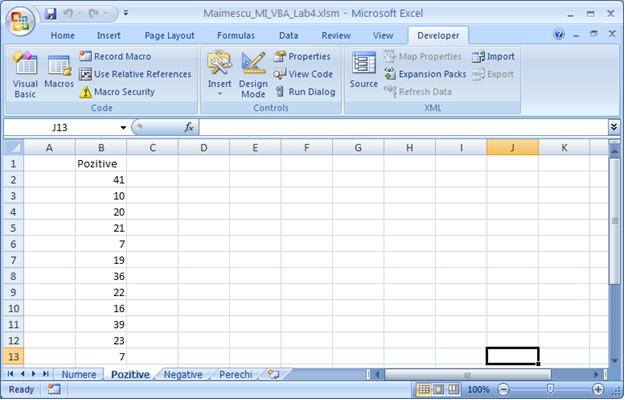 Maimescu_MI_VBA_Lab4.xlsm - Microsoft Excel
Home Insert Page Layout Formulas Data Review View Developer
Visual Basic Macros Record Macro Use Relative References Macro Security
Code
Insert Design Mode Properties View Code Run Dialog
Controls
Source Map Properties Expansion Packs Refresh Data Import Export
XML
J13 fx
A B C D E F G H I J K
1 Pozitive
2 41
3 10
4 20
5 21
6 7
7 19
8 36
9 22
10 16
11 39
12 23
13 7
Numere Pozitive Negative Perechi
Ready 100%